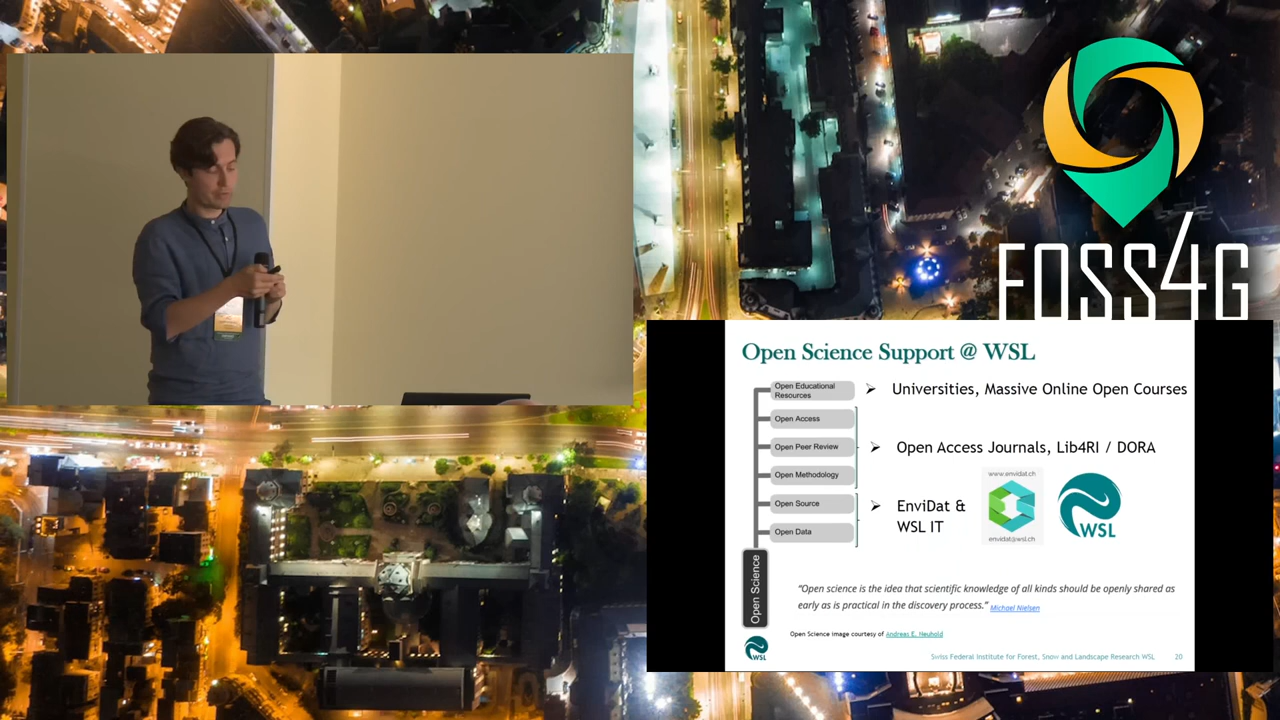 FOSS4G
Open Science Support @ WSL
Open Educational
Resources
Universities, Massive Online Open Courses
Open Access
Open Peer Review
Open Access Journals, Lib4RI / DORA
Open Methodology
www.envidat.ch
Open Source
EnviDat &
WSL IT
WSL
Open Data
envidat@wsl.ch
Open Science
“Open science is the idea that scientific knowledge of all kinds should be openly shared as
early as is practical in the discovery process.” Michael Nielsen
Open Science image courtesy of Andreas E. Neuhold
WSL
Swiss Federal Institute for Forest, Snow and Landscape Research WSL 20